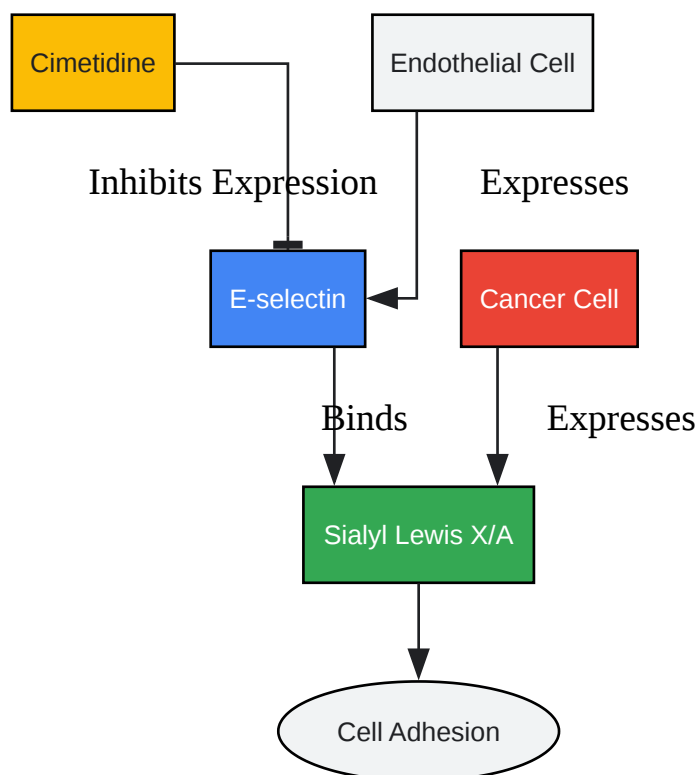 Cimetidine
Endothelial Cell
Inhibits Expression
Expresses
E-selectin
Cancer Cell
Binds
Expresses
Sialyl Lewis X/A
Cell Adhesion